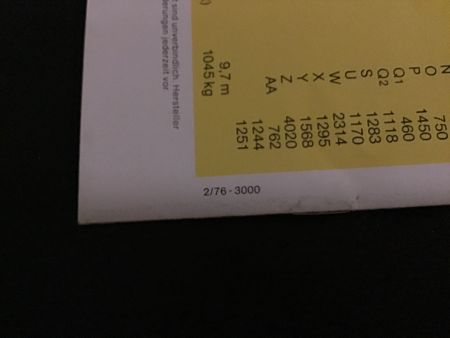 N
O 750
P 1450
Q1 460
Q2 1118
S 1283
U 1170
W 2314
X 1295
Y 1568
Z 4020
AA 762
1244
1251
9,7 m
1045 kg
t sind unverbindlich. Hersteller
derungen jederzeit vor
2/76-3000